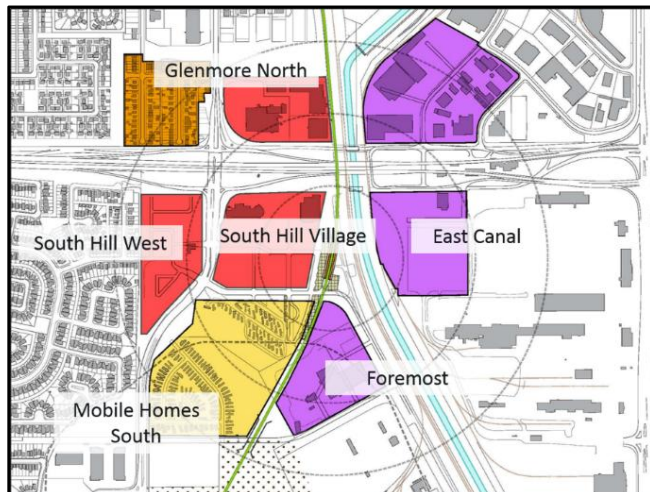 Glenmore North
South Hill West
South Hill Village
East Canal
Foremost
Mobile Homes
South